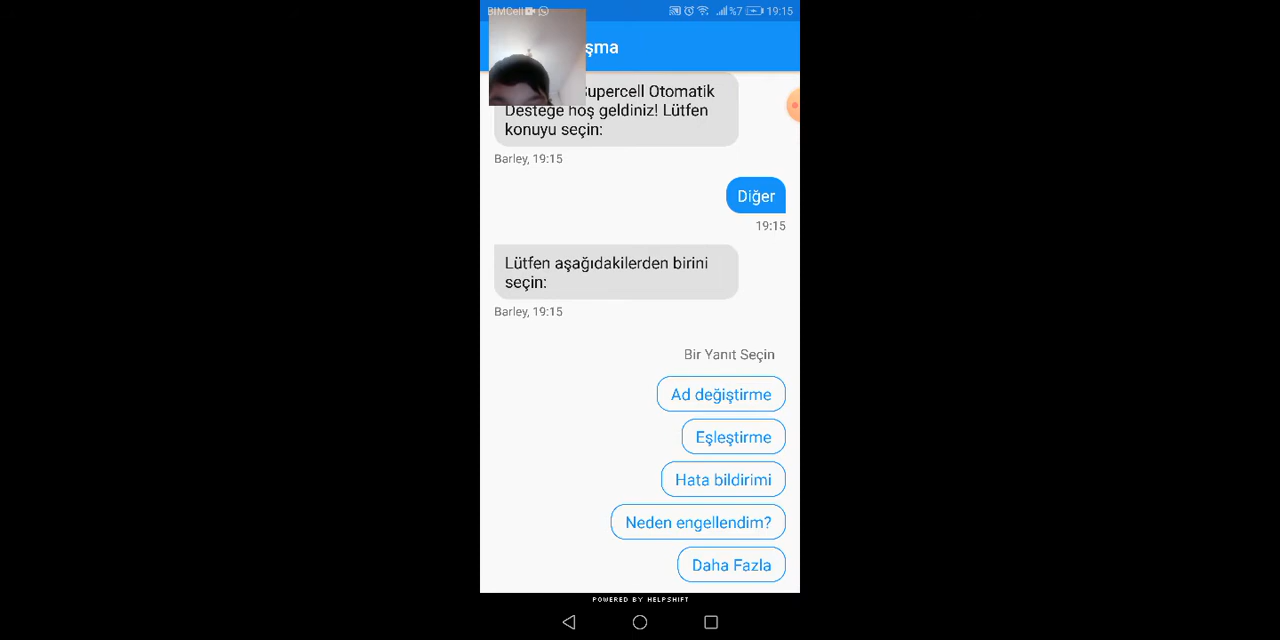 BIMCell %7 19:15
şma
Supercell Otomatik
Desteğe hoş geldiniz! Lütfen
konuyu seçin:
Barley, 19:15
Diğer
19:15
Lütfen aşağıdakilerden birini
seçin:
Barley, 19:15
Bir Yanıt Seçin
Ad değiştirme
Eşleştirme
Hata bildirimi
Neden engellendim?
Daha Fazla
POWERED BY HELPSHIFT